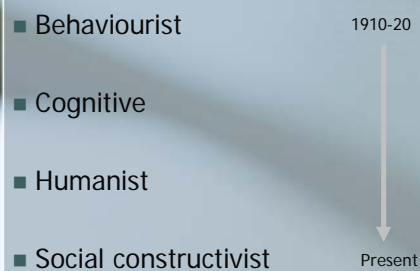 ■ Behaviourist 1910-20
■ Cognitive
■ Humanist
■ Social constructivist Present